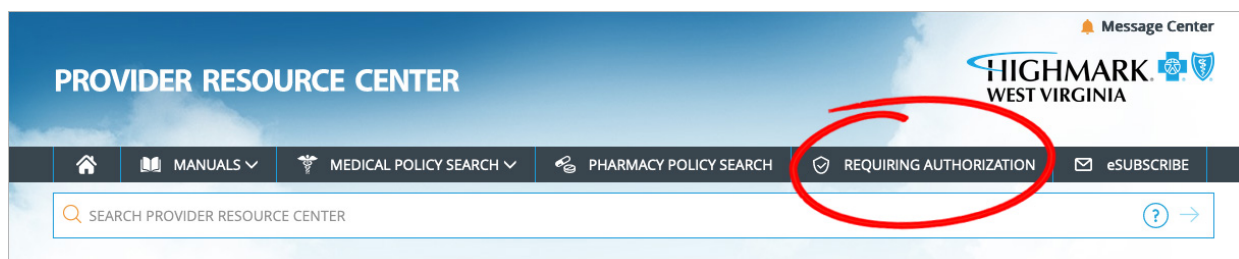 Message Center
PROVIDER RESOURCE CENTER
HIGHMARK.
WEST VIRGINIA
MANUALS
MEDICAL POLICY SEARCH
PHARMACY POLICY SEARCH
REQUIRING AUTHORIZATION
eSUBSCRIBE
SEARCH PROVIDER RESOURCE CENTER
?